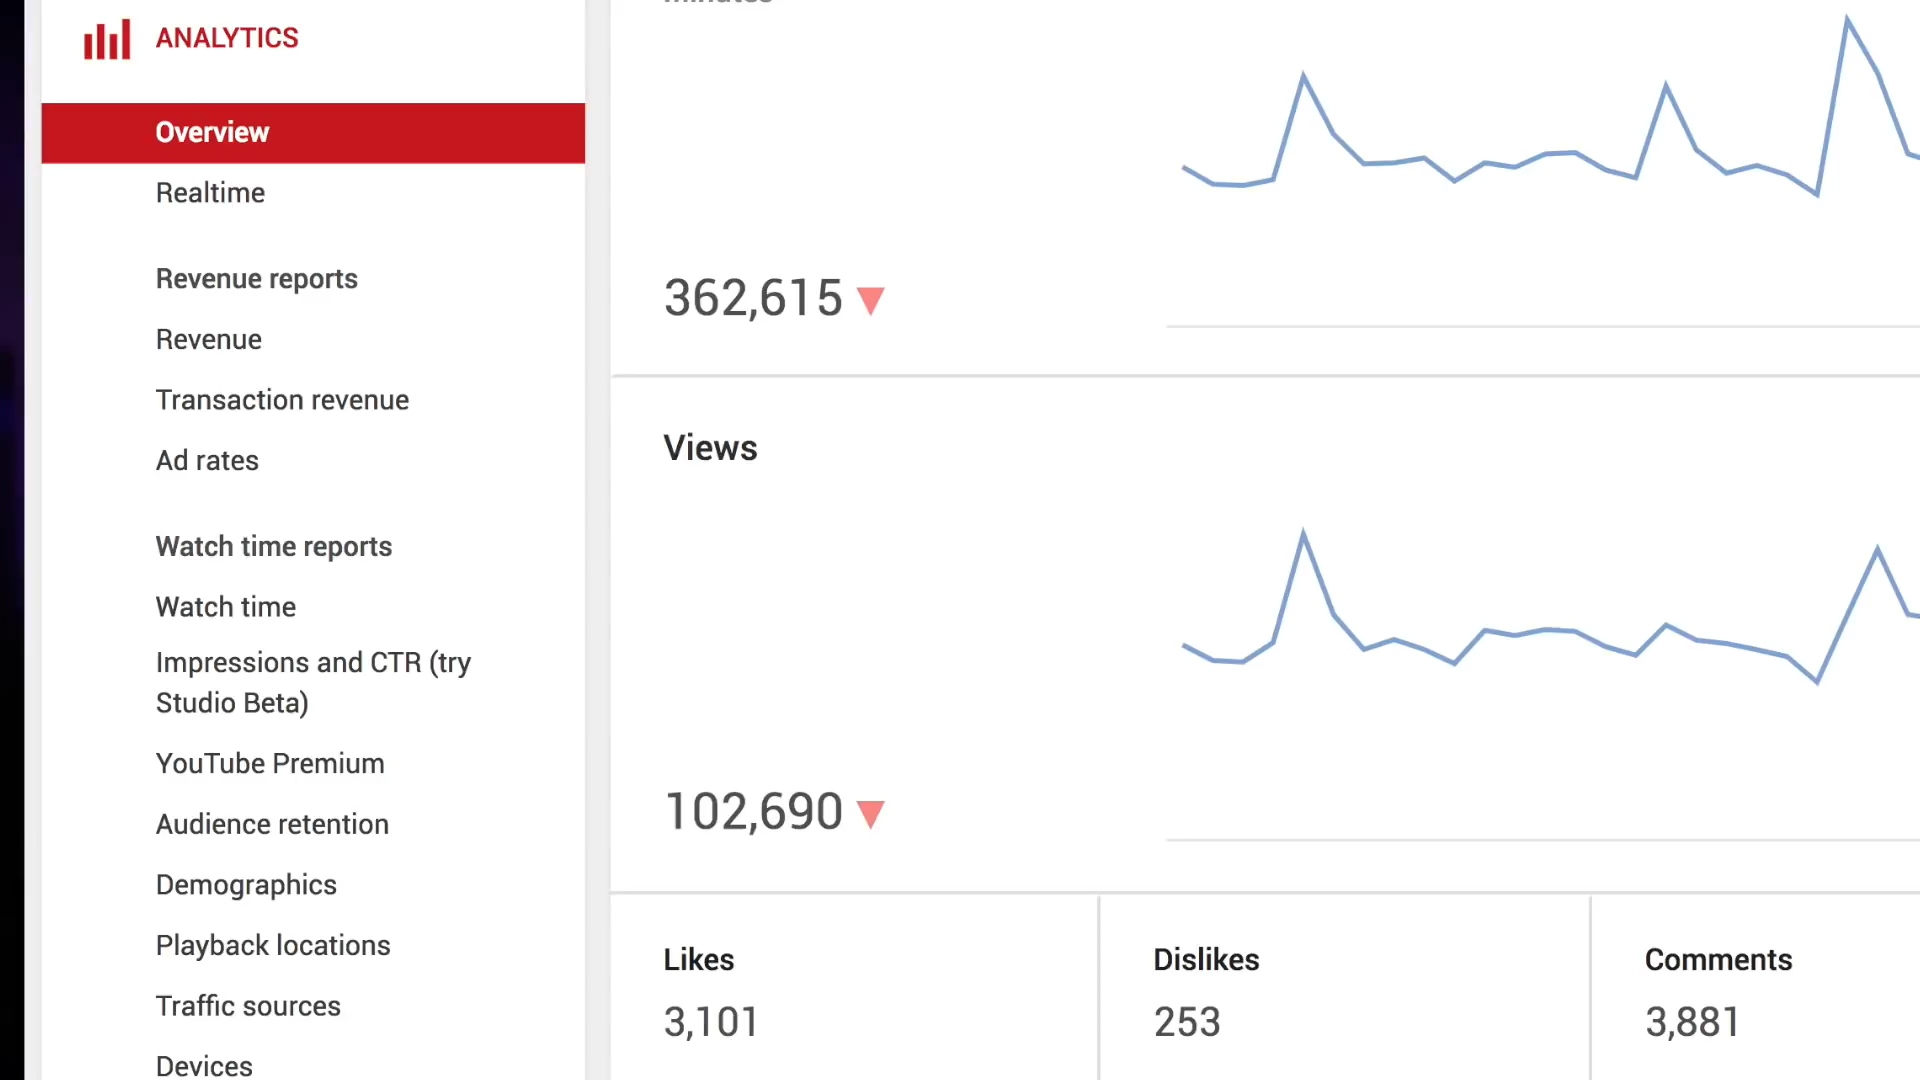 Minutes
ANALYTICS
Overview
Realtime
Revenue reports
Revenue
Transaction revenue
Ad rates
Watch time reports
Watch time
Impressions and CTR (try
Studio Beta)
YouTube Premium
Audience retention
Demographics
Playback locations
Traffic sources
Devices
362,615
Views
102,690
Likes
3,101
Dislikes
253
Comments
3,881